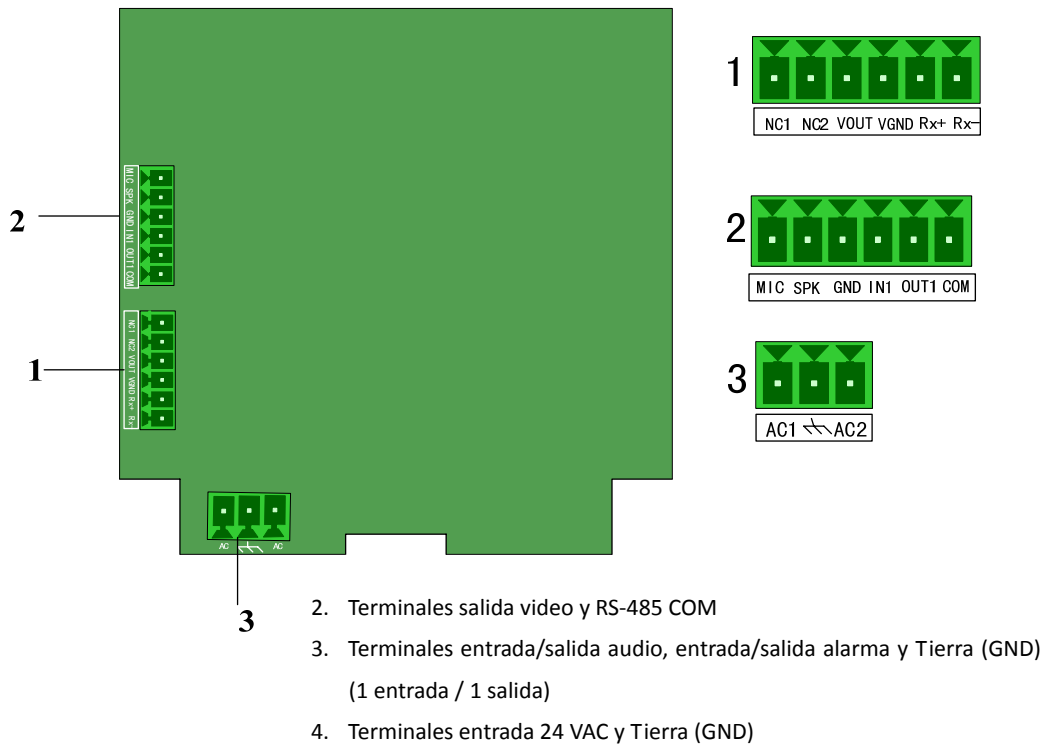 1
NC1 NC2 VOUT VGND Rx+ Rx-
2
MIC SPK GND IN1 OUT1 COM
3
AC1 AC2
2
MIC SPK GND IN1 OUT1 COM
1
NC1 NC2 VOUT VGND Rx+ Rx
AC AC
3
2. Terminales salida video y RS-485 COM
3. Terminales entrada/salida audio, entrada/salida alarma y Tierra (GND)
(1 entrada / 1 salida)
4. Terminales entrada 24 VAC y Tierra (GND)